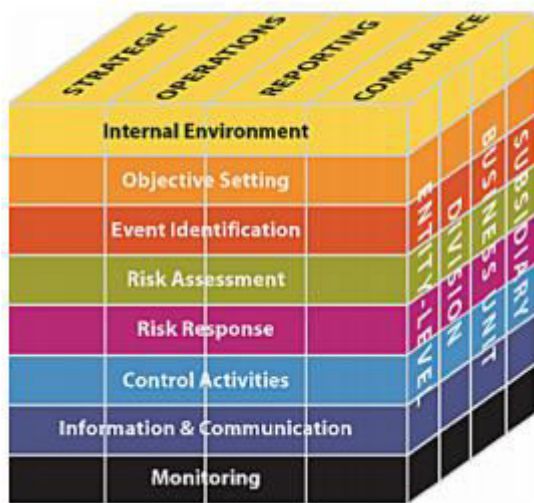 STRATEGIC
OPERATIONS
REPORTING
COMPLIANCE
Internal Environment
Objective Setting
Event Identification
Risk Assessment
Risk Response
Control Activities
Information & Communication
Monitoring
ENTITY-LEVEL
DIVISION
BUSINESS UNIT
SUBSIDIARY